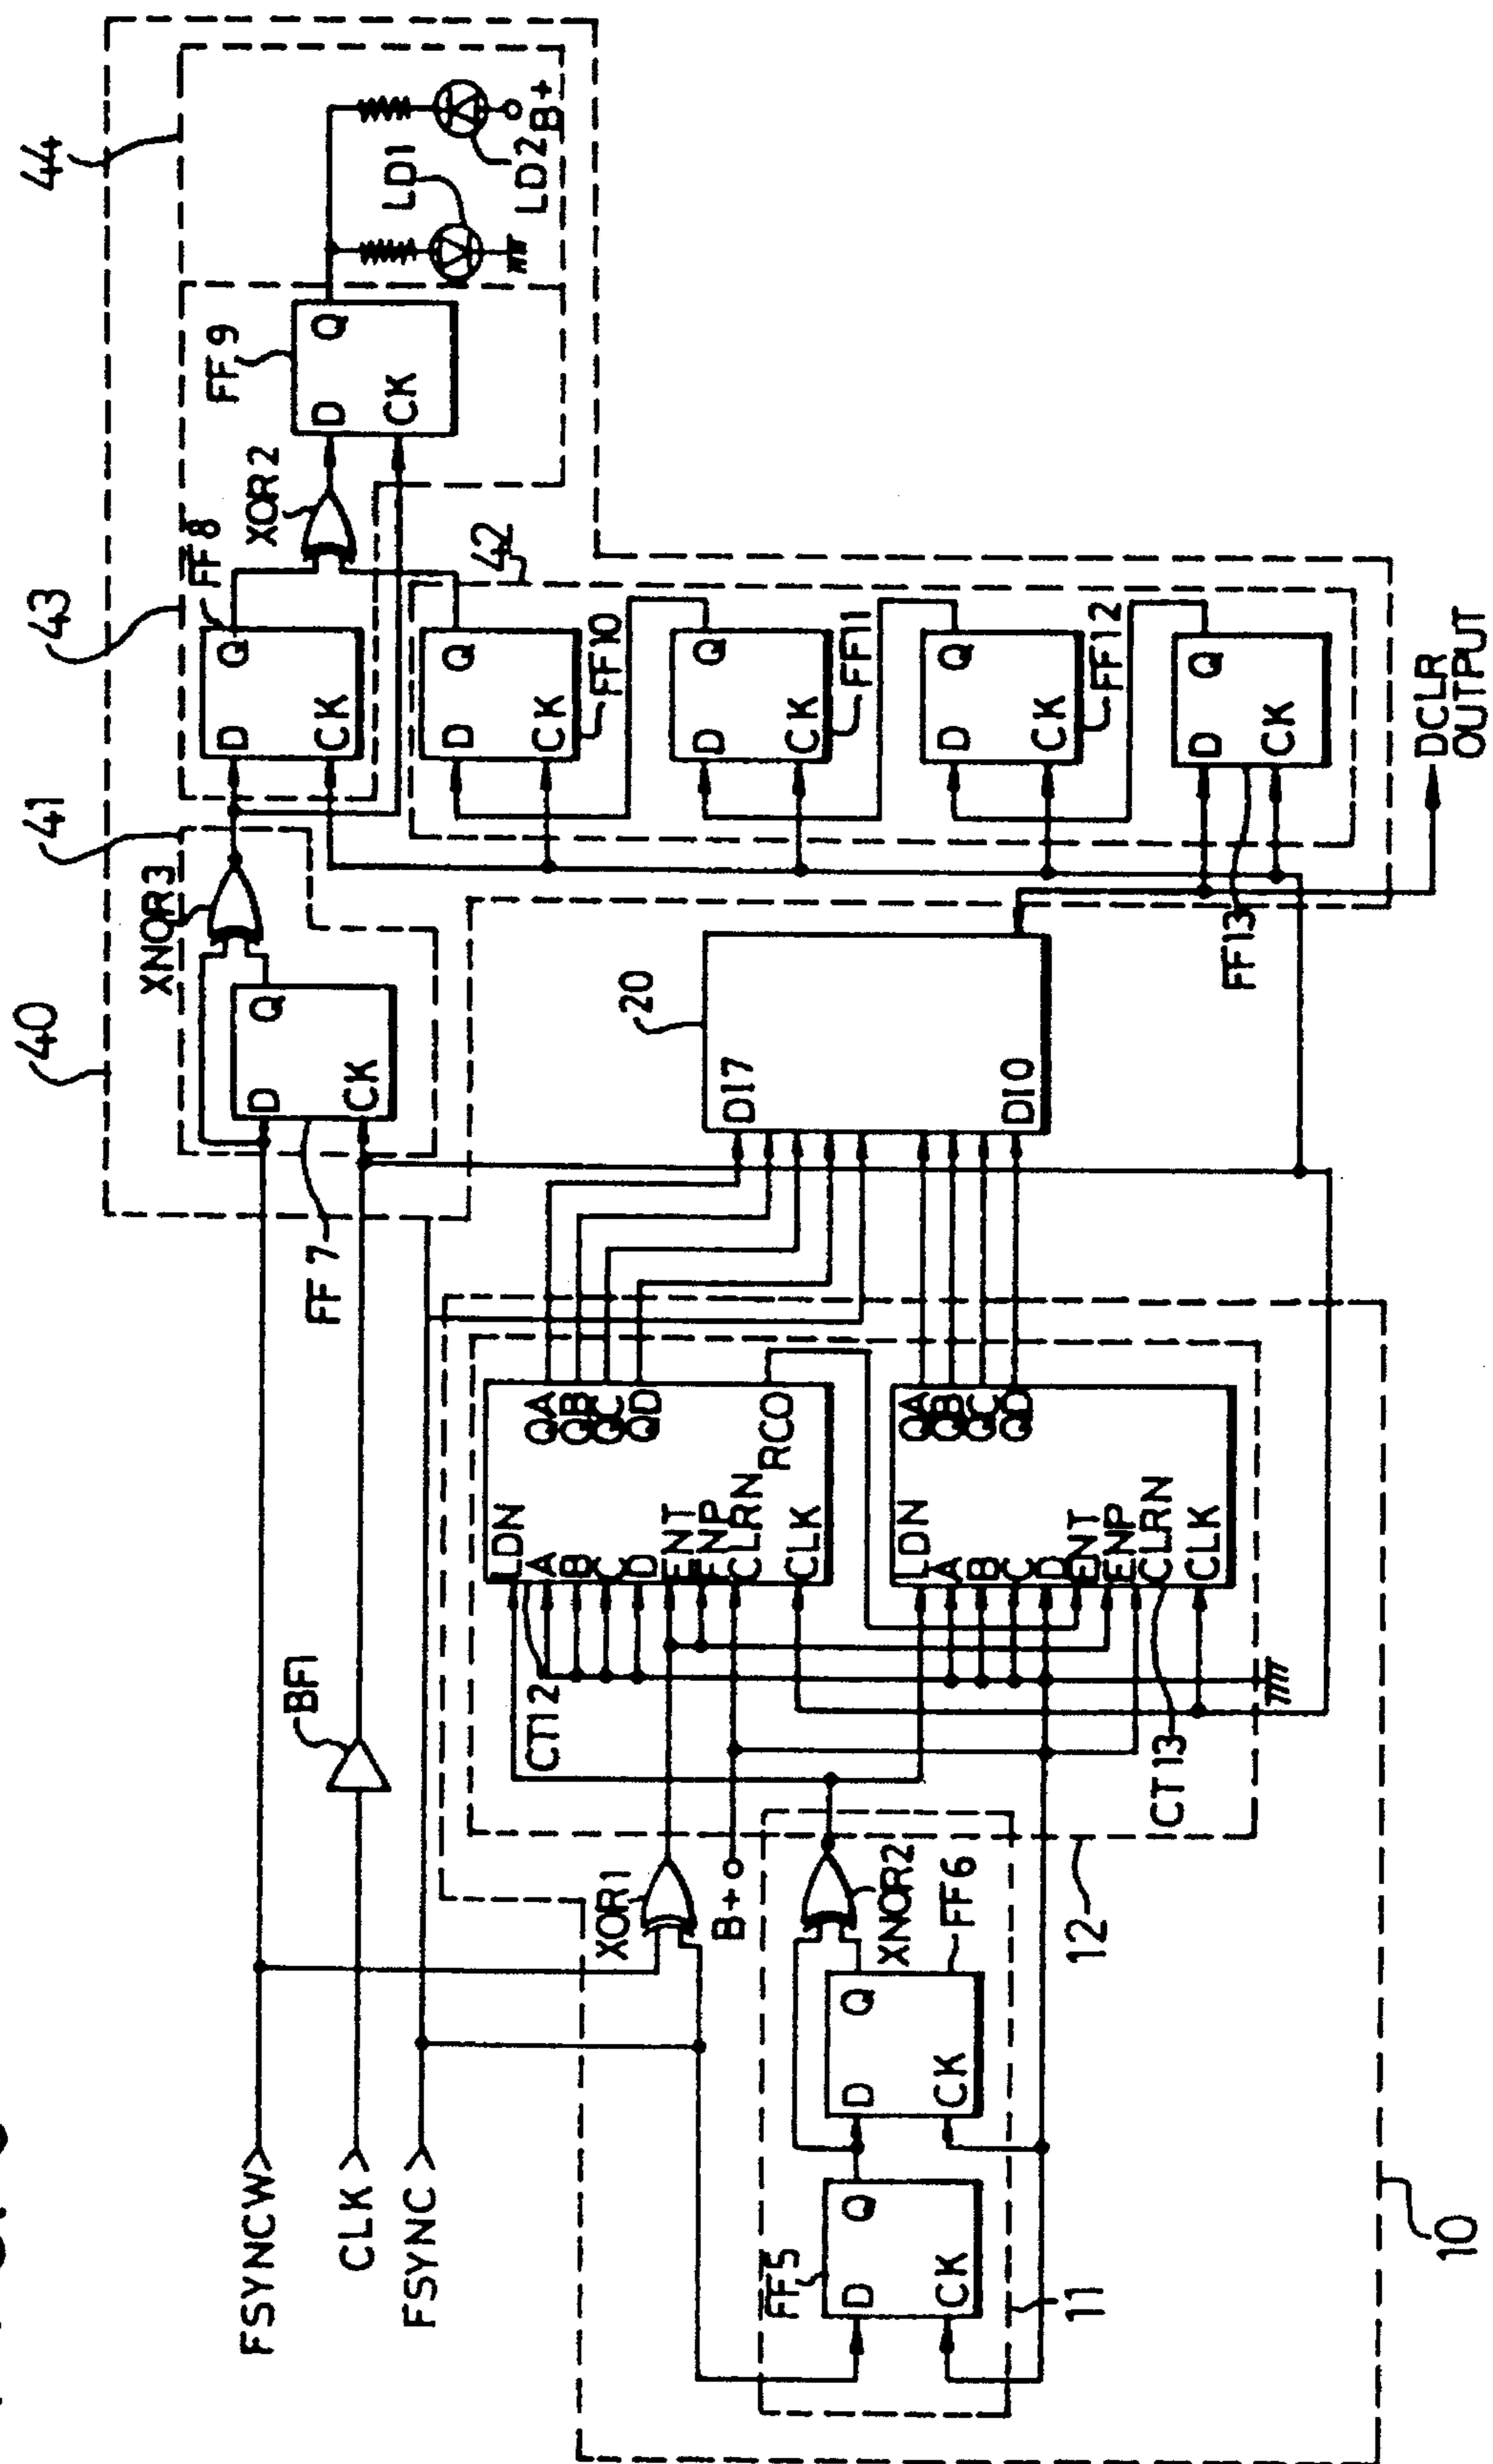 FSYNCW
CLK
FSYNC
BF1
40
41
43
44
FF7
D
Q
CK
XNOR3
FF8
D
Q
CK
XOR2
FF9
D
Q
CK
LD1
LD2
B+
42
D
Q
CK
FF10
D
Q
CK
FF11
D
Q
CK
FF12
D
Q
CK
FF13
DCLR
OUTPUT
20
DI7
DI0
XOR1
B+
CT12
LDN
A
B
C
D
ENT
ENP
CLRN
CLK
QA
QB
QC
QD
RCO
CT13
LDN
A
B
C
D
ENT
ENP
CLRN
CLK
QA
QB
QC
QD
12
FF5
D
Q
CK
FF6
D
Q
CK
XNOR2
11
10